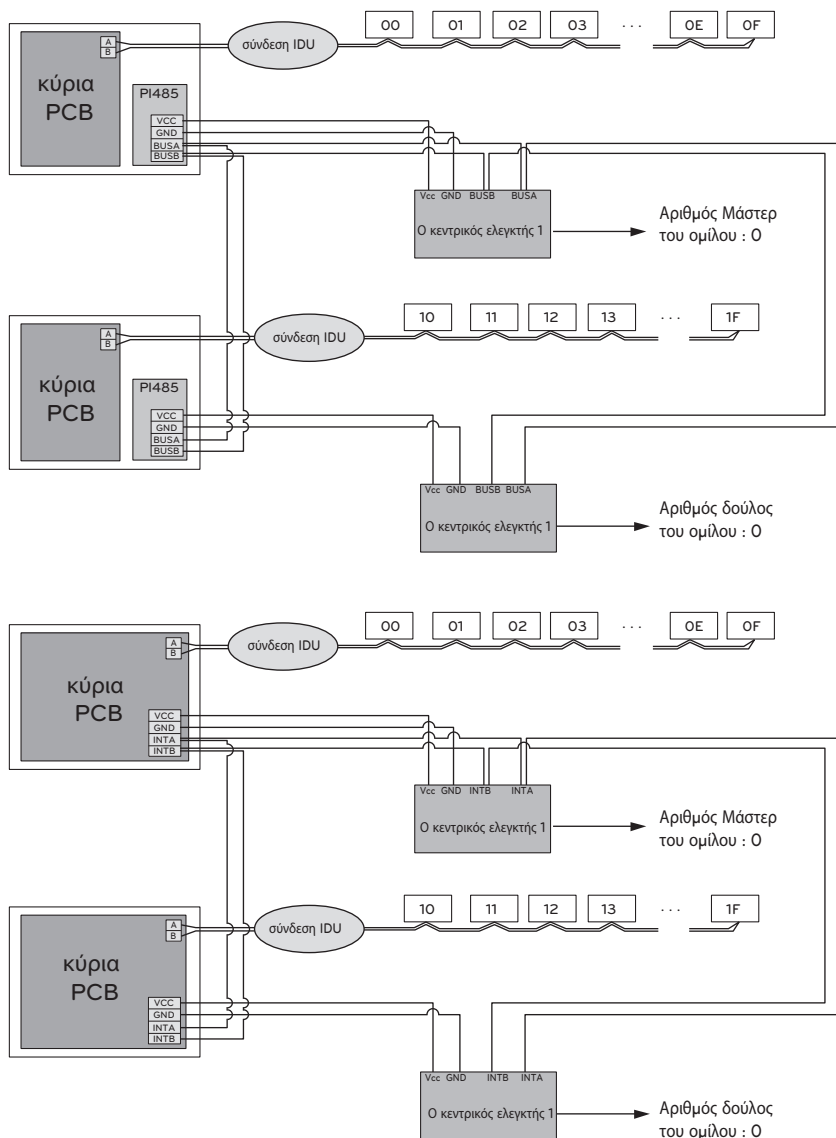 A
B
σύνδεση IDU
00 01 02 03 ... 0E 0F
κύρια
PCB
PI485
VCC
GND
BUSA
BUSB
Vcc GND BUSB BUSA
Ο κεντρικός ελεγκτής 1
Αριθμός Μάστερ
του ομίλου : 0
A
B
σύνδεση IDU
10 11 12 13 ... 1F
κύρια
PCB
PI485
VCC
GND
BUSA
BUSB
Vcc GND BUSB BUSA
Ο κεντρικός ελεγκτής 1
Αριθμός δούλος
του ομίλου : 0
A
B
σύνδεση IDU
00 01 02 03 ... 0E 0F
κύρια
PCB
VCC
GND
INTA
INTB
Vcc GND INTB INTA
Ο κεντρικός ελεγκτής 1
Αριθμός Μάστερ
του ομίλου : 0
A
B
σύνδεση IDU
10 11 12 13 ... 1F
κύρια
PCB
VCC
GND
INTA
INTB
Vcc GND INTB INTA
Ο κεντρικός ελεγκτής 1
Αριθμός δούλος
του ομίλου : 0